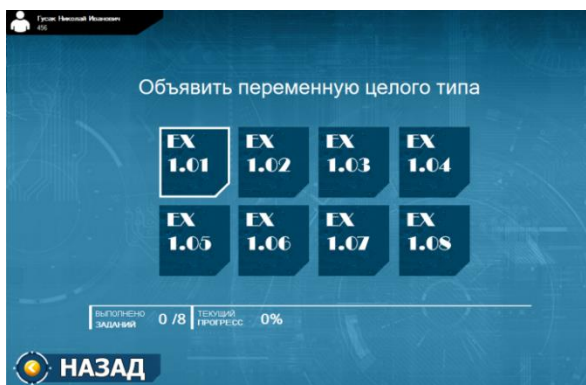 Гусак Николай Иванович
456
Объявить переменную целого типа
EX EX EX EX
1.01 1.02 1.03 1.04
EX EX EX EX
1.05 1.06 1.07 1.08
ВЫПОЛНЕНО ЗАДАНИЙ 0 /8 ТЕКУЩИЙ ПРОГРЕСС 0%
НАЗАД